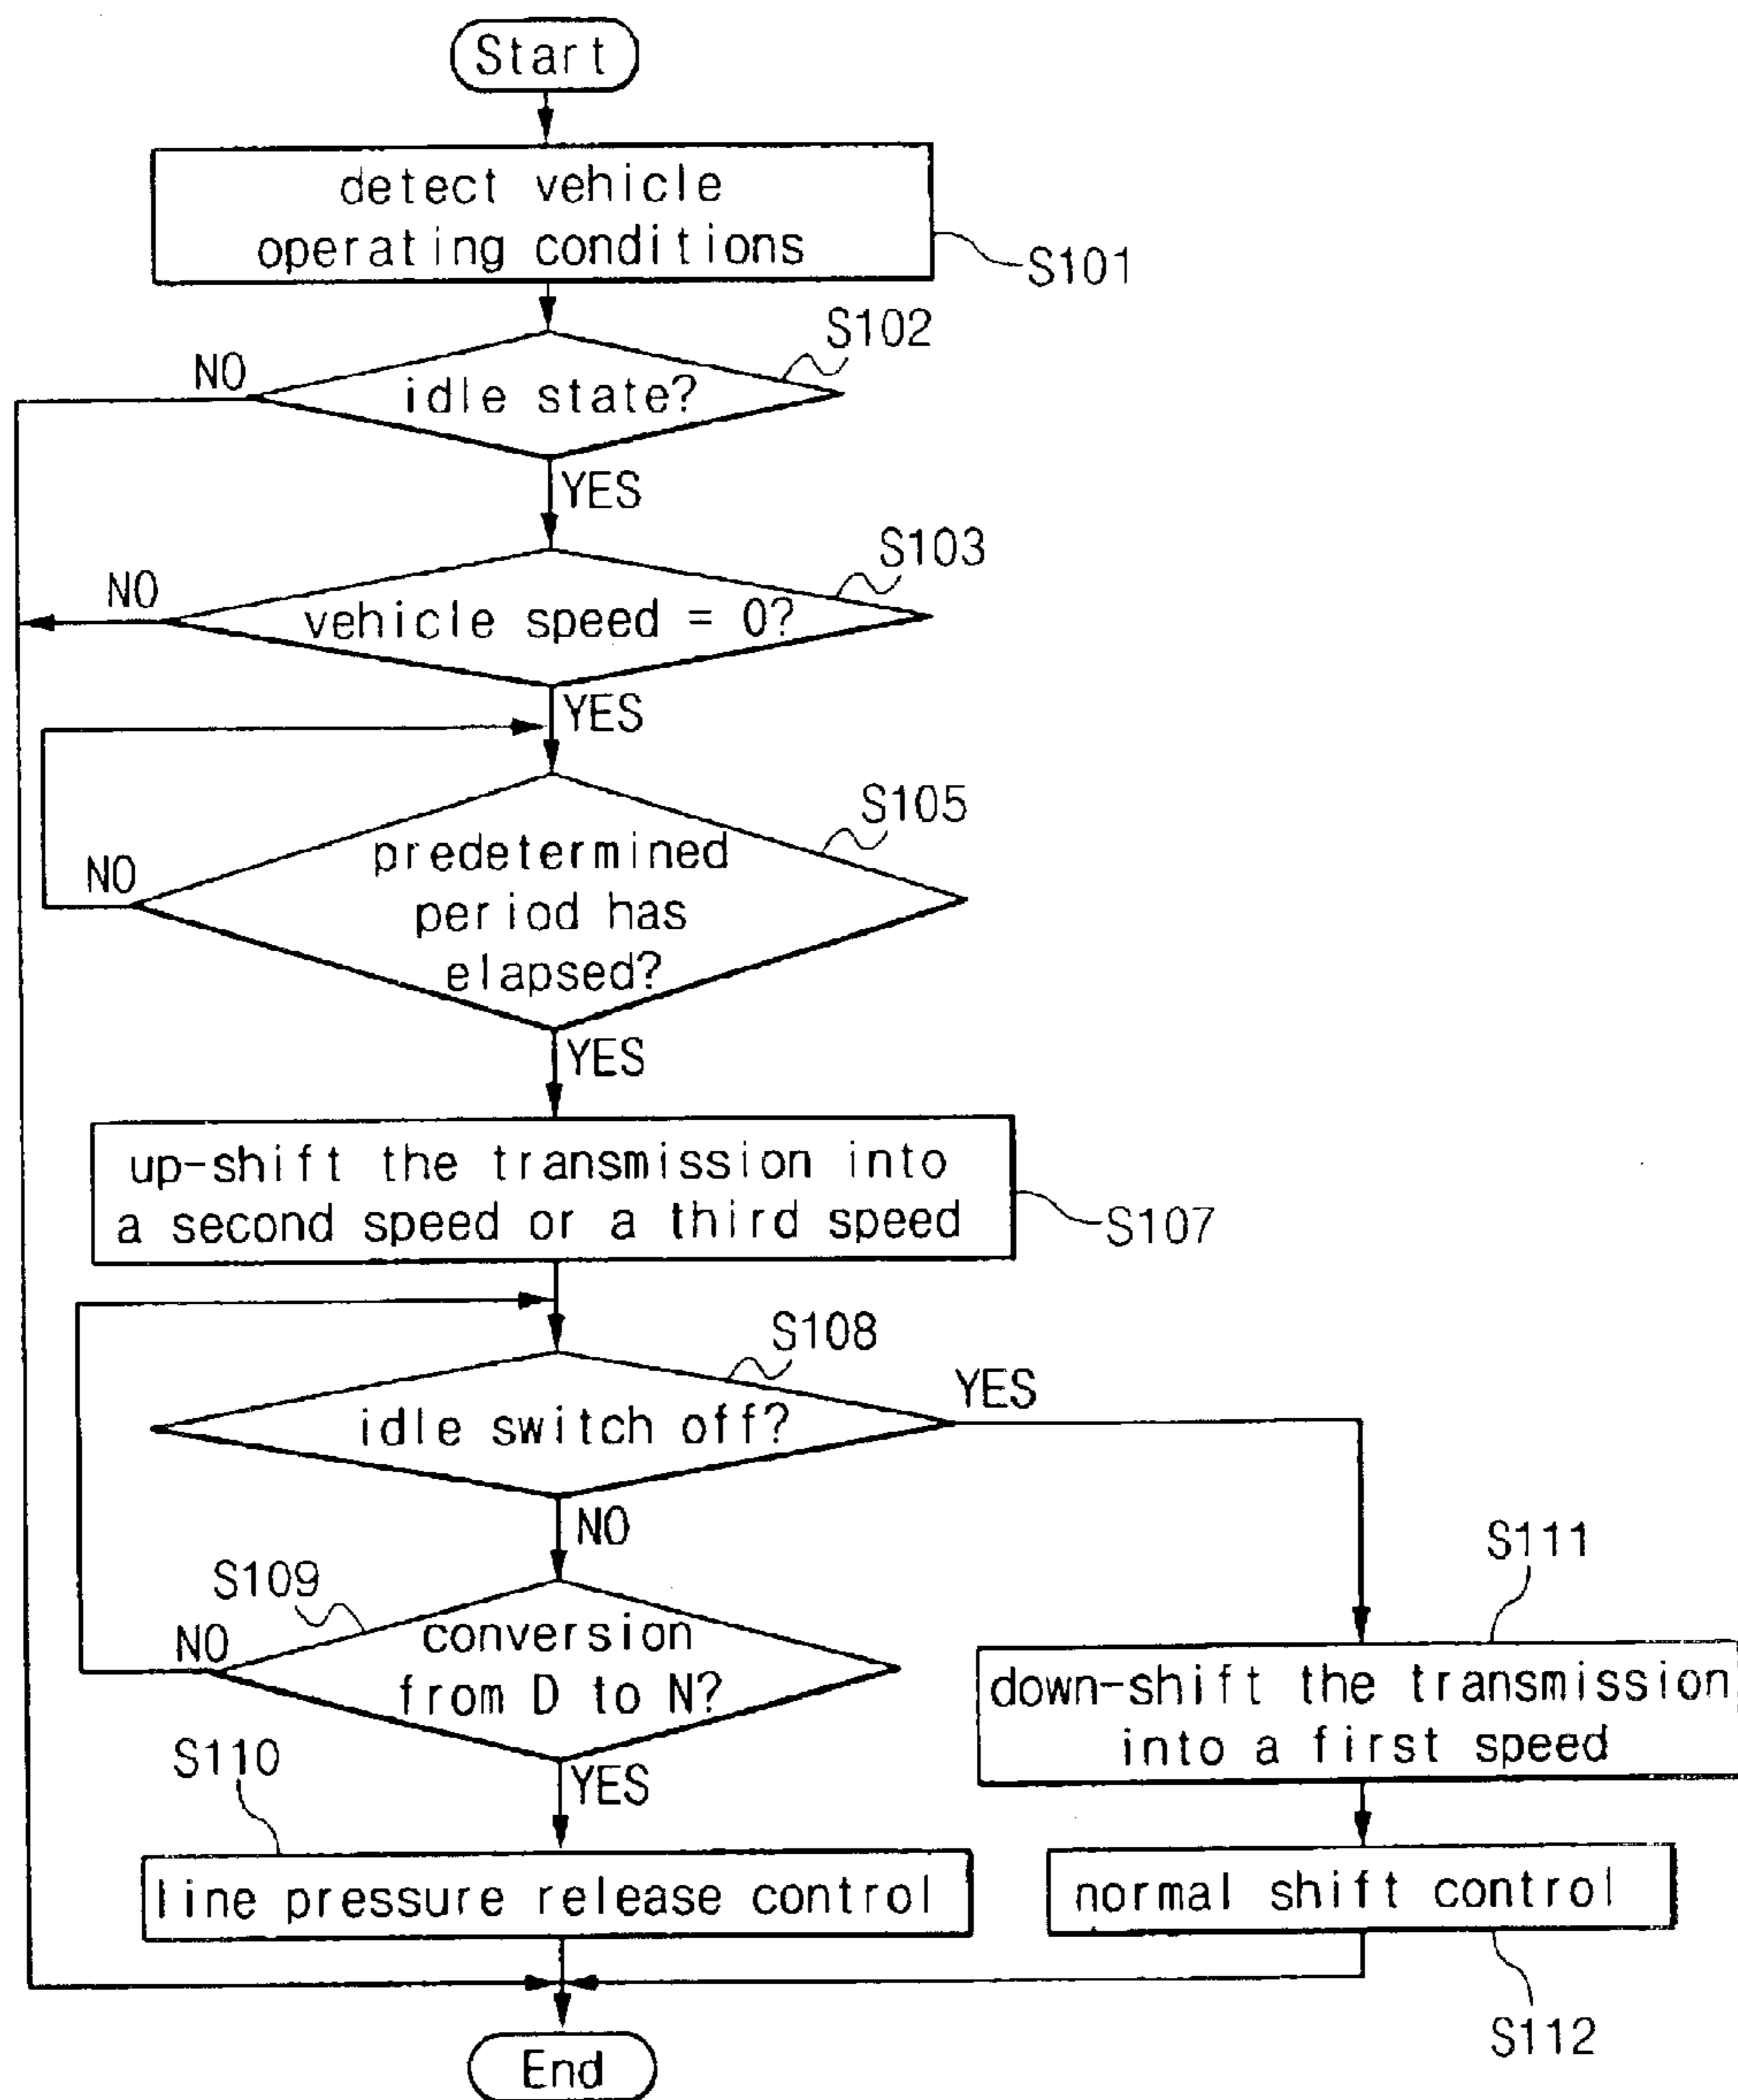 Start
detect vehicle
operating conditions
S101
S102
NO
idle state?
YES
S103
NO
vehicle speed = 0?
YES
S105
NO
predetermined
period has
elapsed?
YES
up-shift the transmission into
a second speed or a third speed
S107
S108
idle switch off?
YES
NO
S109
NO
conversion
from D to N?
YES
S111
down-shift the transmission
into a first speed
S110
line pressure release control
normal shift control
S112
End